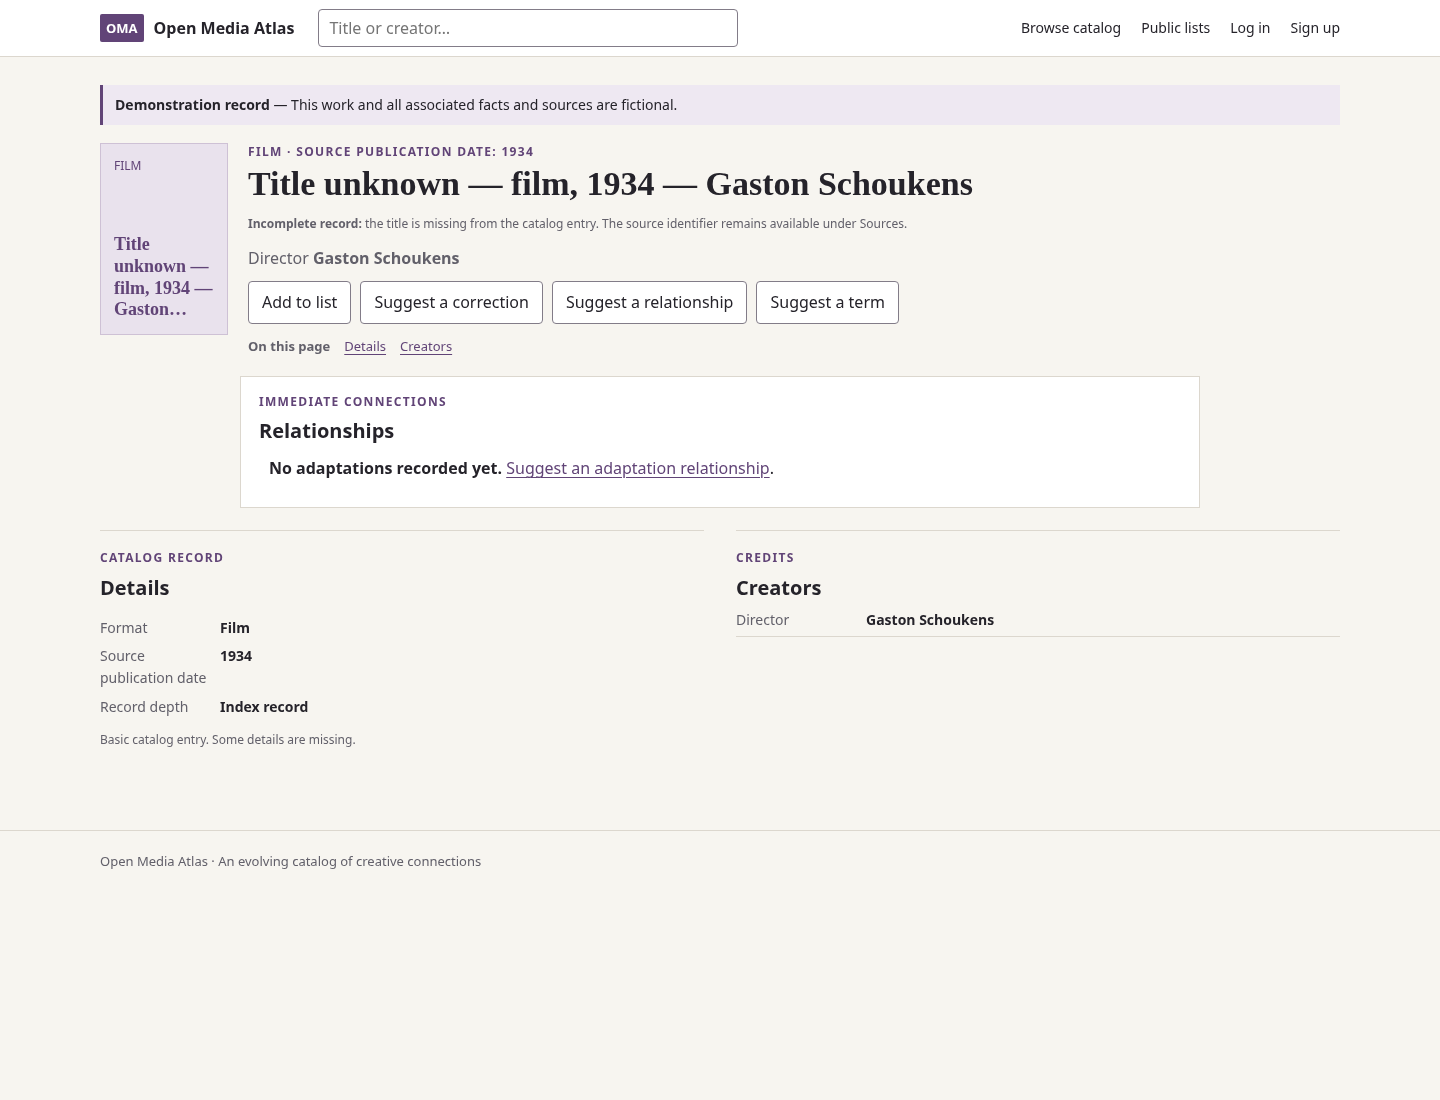 OMA Open Media Atlas Title or creator... Browse catalog Public lists Log in Sign up
Demonstration record — This work and all associated facts and sources are fictional.
FILM
Title
unknown —
film, 1934 —
Gaston…
FILM · SOURCE PUBLICATION DATE: 1934
Title unknown — film, 1934 — Gaston Schoukens
Incomplete record: the title is missing from the catalog entry. The source identifier remains available under Sources.
Director Gaston Schoukens
Add to list Suggest a correction Suggest a relationship Suggest a term
On this page Details Creators
IMMEDIATE CONNECTIONS
Relationships
No adaptations recorded yet. Suggest an adaptation relationship.
CATALOG RECORD
Details
Format Film
Source 1934
publication date
Record depth Index record
Basic catalog entry. Some details are missing.
CREDITS
Creators
Director Gaston Schoukens
Open Media Atlas · An evolving catalog of creative connections